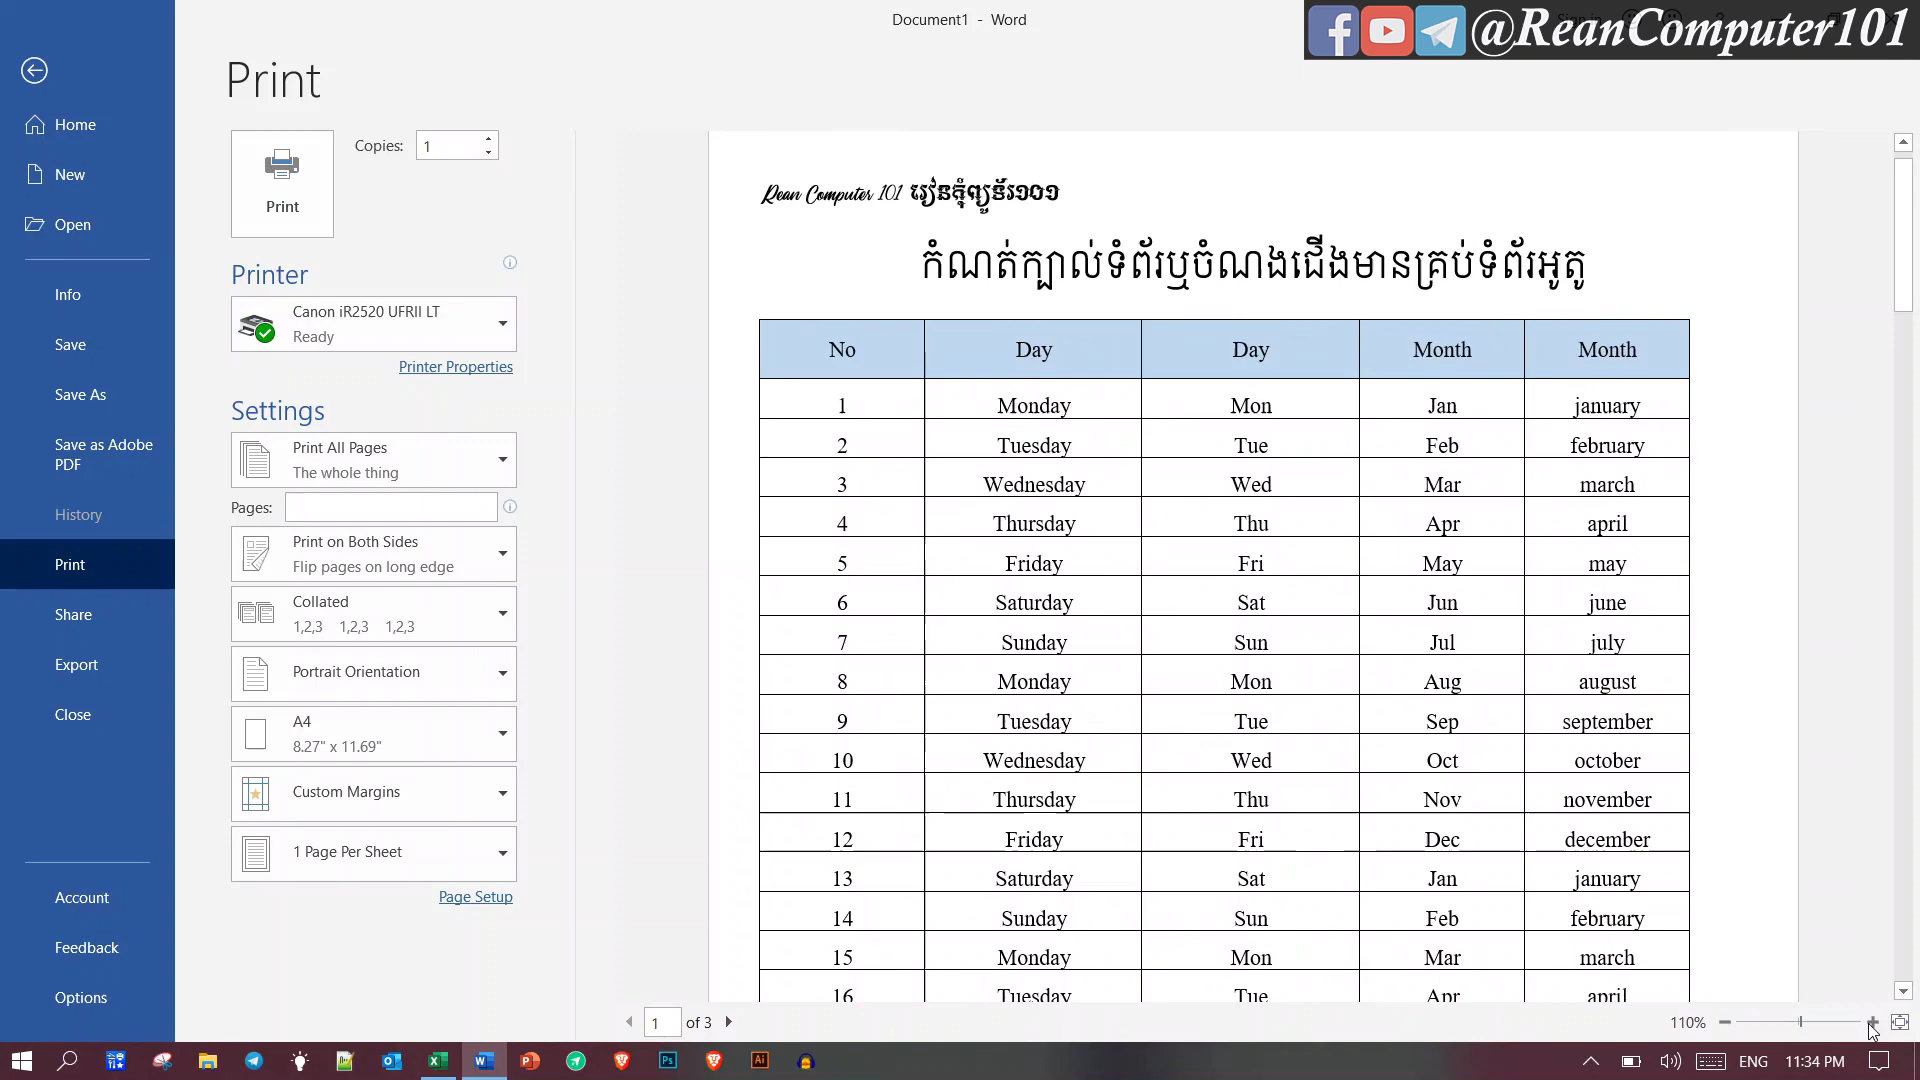 Document1 - Word
@ReanComputer101
Print
Home
New
Open
Info
Save
Save As
Save as Adobe
PDF
History
Print
Share
Export
Close
Account
Feedback
Options
Print
Copies: 1
Printer
Canon iR2520 UFRII LT
Ready
Printer Properties
Settings
Print All Pages
The whole thing
Pages:
Print on Both Sides
Flip pages on long edge
Collated
1,2,3 1,2,3 1,2,3
Portrait Orientation
A4
8.27" x 11.69"
Custom Margins
1 Page Per Sheet
Page Setup
Rean Computer 101 រៀនកុំព្យូទ័រ១០១
កំណត់ក្បាល់ទំព័រឬចំណងជើងមានគ្រប់ទំព័រអូតូ
No Day Day Month Month
1 Monday Mon Jan january
2 Tuesday Tue Feb february
3 Wednesday Wed Mar march
4 Thursday Thu Apr april
5 Friday Fri May may
6 Saturday Sat Jun june
7 Sunday Sun Jul july
8 Monday Mon Aug august
9 Tuesday Tue Sep september
10 Wednesday Wed Oct october
11 Thursday Thu Nov november
12 Friday Fri Dec december
13 Saturday Sat Jan january
14 Sunday Sun Feb february
15 Monday Mon Mar march
16 Tuesday Tue Apr april
1 of 3
110%
ENG 11:34 PM